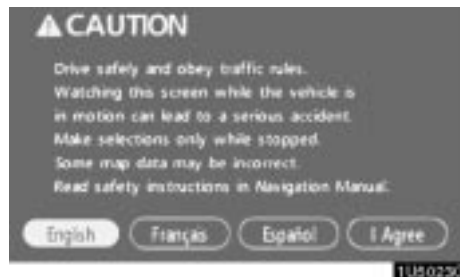 CAUTION
Drive safely and obey traffic rules.
Watching this screen while the vehicle is
in motion can lead to a serious accident.
Make selections only while stopped.
Some map data may be incorrect.
Read safety instructions in Navigation Manual.
English Français Español I Agree
1U5023